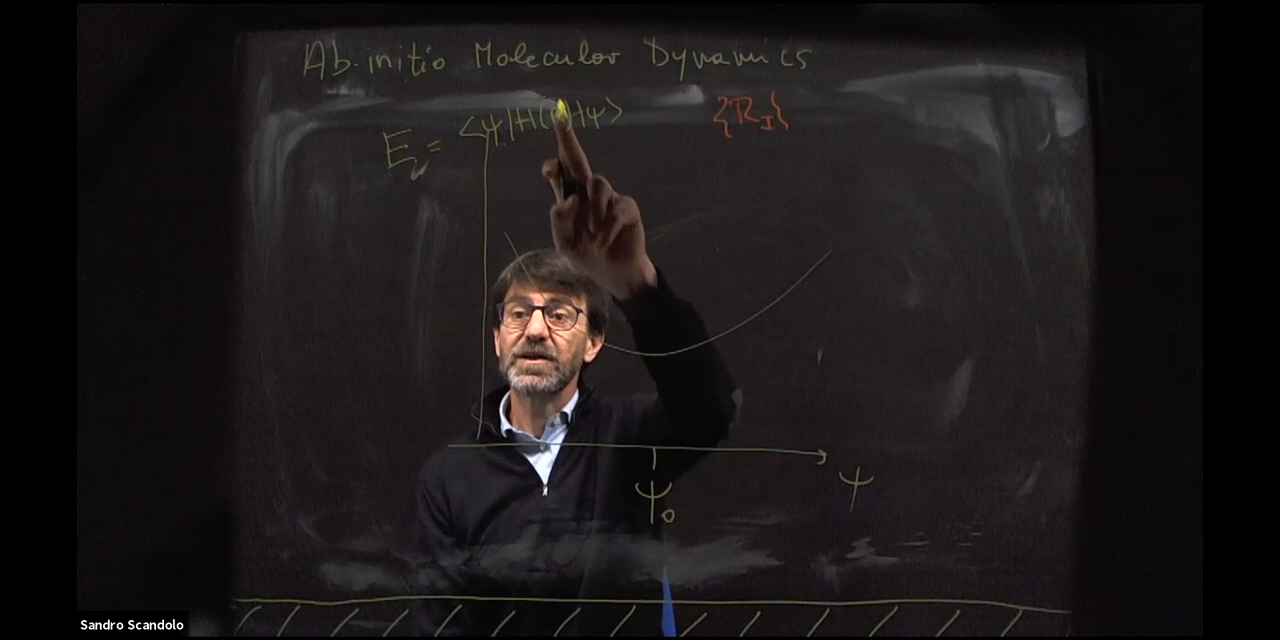 Ab-initio Molecular Dynamics
E = <ψ|H( )|ψ> {R_I}
ψ
ψ₀
Sandro Scandolo